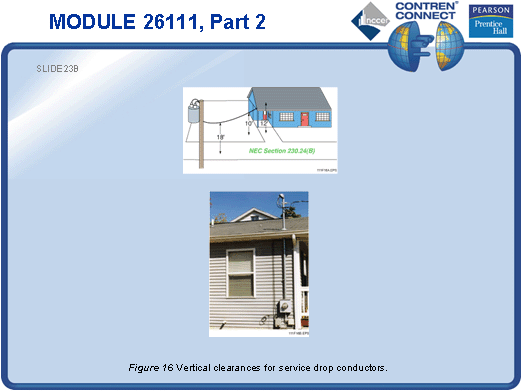 MODULE 26111, Part 2
nccer
CONTREN®
CONNECT
PEARSON
Prentice
Hall
SLIDE 23B
10'
12'
18'
NEC Section 230.24(B)
Figure 16 Vertical clearances for service drop conductors.